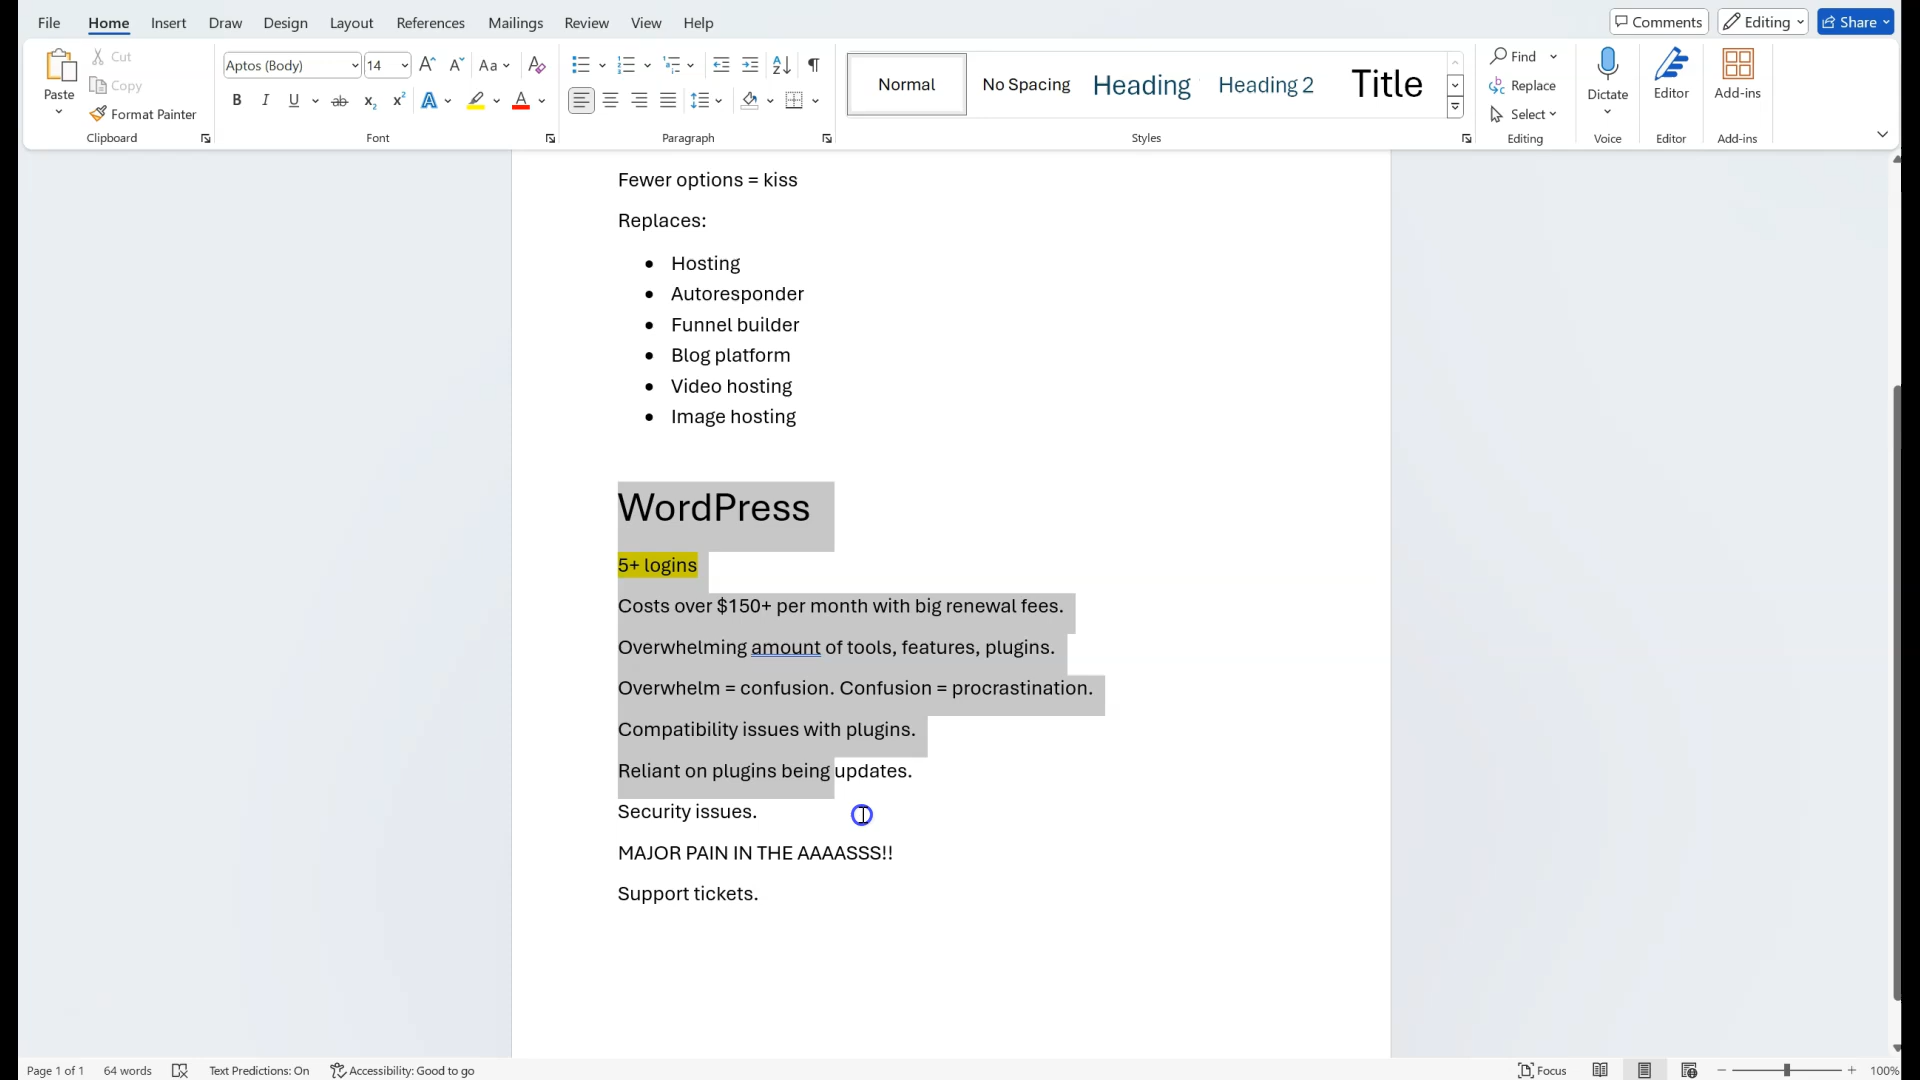 File Home Insert Draw Design Layout References Mailings Review View Help Comments Editing Share
Paste Cut Copy Format Painter Clipboard
Aptos (Body) 14 Aa
B I U ab x₂ x² A A
Font
Paragraph
Normal No Spacing Heading Heading 2 Title
Styles
Find Replace Select Editing
Dictate Voice
Editor Editor
Add-ins Add-ins
Fewer options = kiss
Replaces:
• Hosting
• Autoresponder
• Funnel builder
• Blog platform
• Video hosting
• Image hosting
WordPress
5+ logins
Costs over $150+ per month with big renewal fees.
Overwhelming amount of tools, features, plugins.
Overwhelm = confusion. Confusion = procrastination.
Compatibility issues with plugins.
Reliant on plugins being updates.
Security issues.
MAJOR PAIN IN THE AAAASSS!!
Support tickets.
Page 1 of 1 64 words Text Predictions: On Accessibility: Good to go Focus 100%